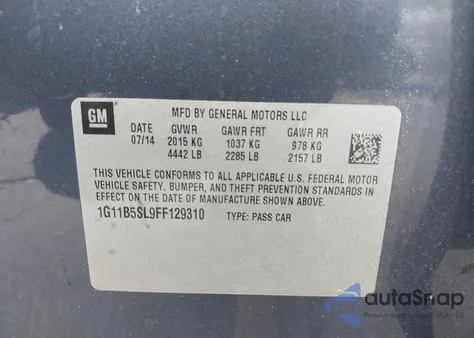 GM
MFD BY GENERAL MOTORS LLC
DATE GVWR GAWR FRT GAWR RR
07/14 2015 KG 1037 KG 978 KG
4442 LB 2285 LB 2157 LB
THIS VEHICLE CONFORMS TO ALL APPLICABLE U.S. FEDERAL MOTOR
VEHICLE SAFETY, BUMPER, AND THEFT PREVENTION STANDARDS IN
EFFECT ON THE DATE OF MANUFACTURE SHOWN ABOVE.
1G11B5SL9FF129310 TYPE: PASS CAR
autoSnap